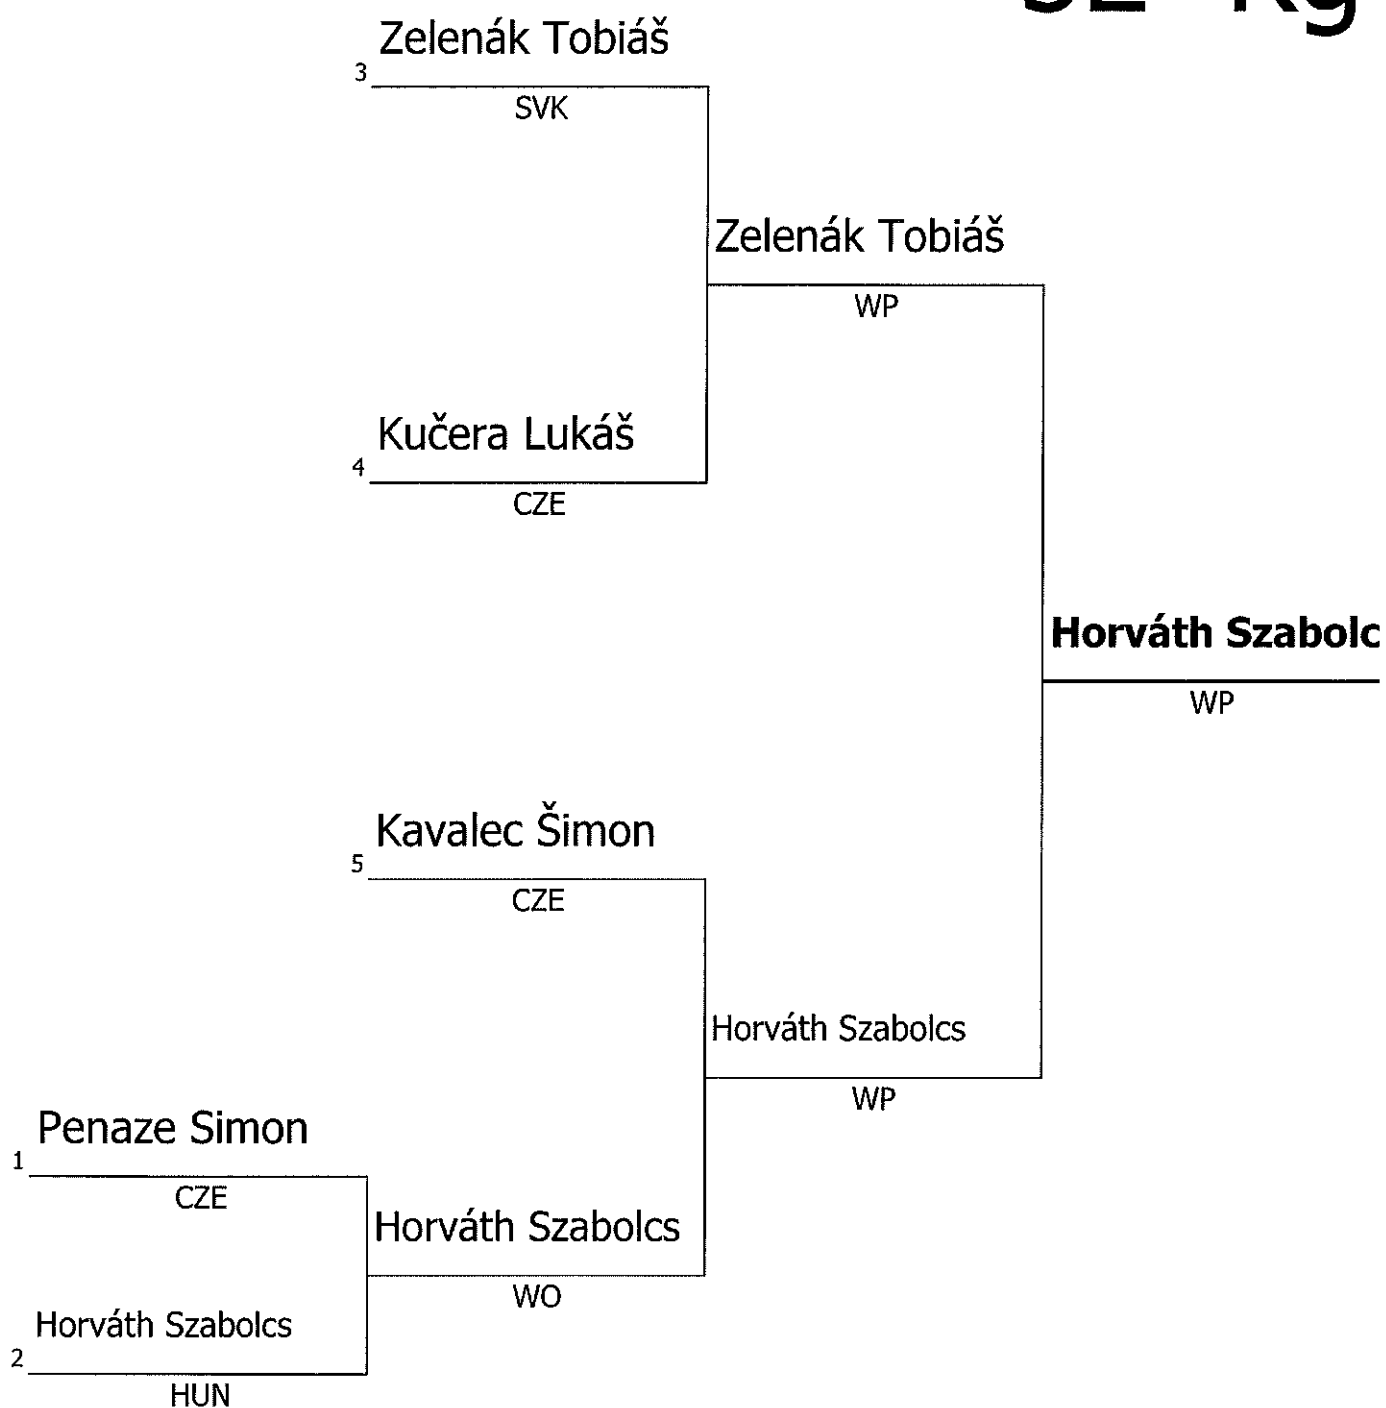 Kg
Zelenák Tobiáš
3
SVK
Zelenák Tobiáš
WP
Kučera Lukáš
4
CZE
Horváth Szabolc
WP
Kavalec Šimon
5
CZE
Horváth Szabolcs
WP
Penaze Simon
1
CZE
Horváth Szabolcs
WO
Horváth Szabolcs
2
HUN